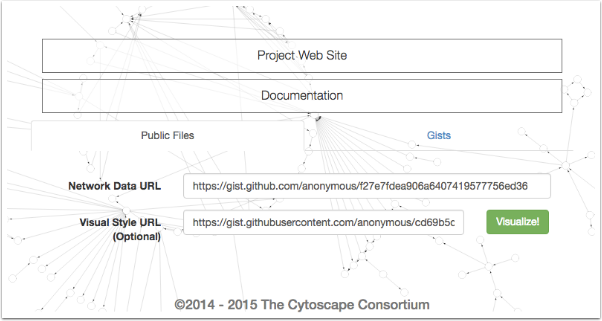 Project Web Site
Documentation
Public Files
Gists
Network Data URL
https://gist.github.com/anonymous/f27e7fdea906a6407419577756ed36
Visual Style URL
(Optional)
https://gist.githubusercontent.com/anonymous/cd69b5c
Visualize!
©2014 - 2015 The Cytoscape Consortium